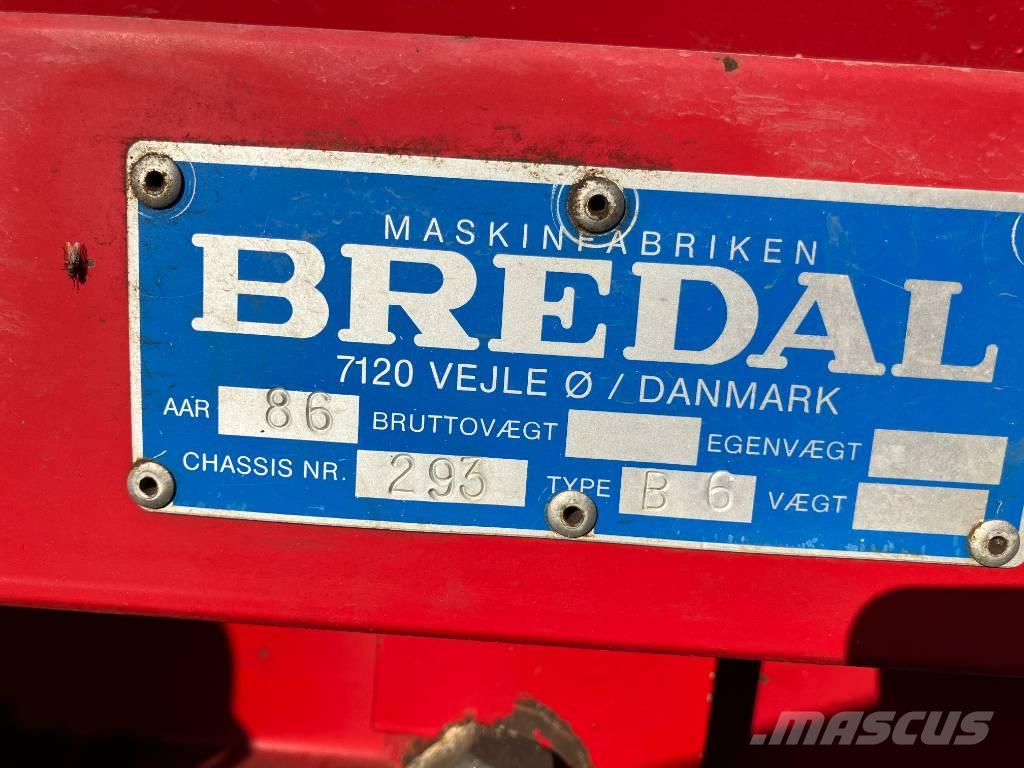 MASKINFABRIKEN
BREDAL
7120 VEJLE Ø / DANMARK
AAR 86 BRUTTOVÆGT EGENVÆGT
CHASSIS NR. 293 TYPE B 6 VÆGT
MASCUS